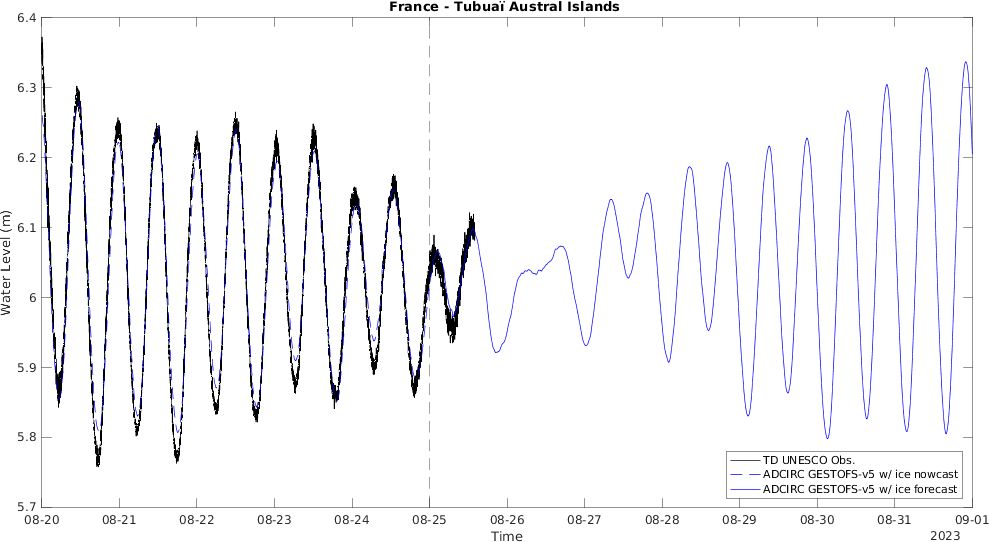 France - Tubuaï Austral Islands
Water Level (m)
6.4
6.3
6.2
6.1
6
5.9
5.8
5.7
TD UNESCO Obs.
ADCIRC GESTOFS-v5 w/ ice nowcast
ADCIRC GESTOFS-v5 w/ ice forecast
08-20 08-21 08-22 08-23 08-24 08-25 08-26 08-27 08-28 08-29 08-30 08-31 09-01
Time
2023